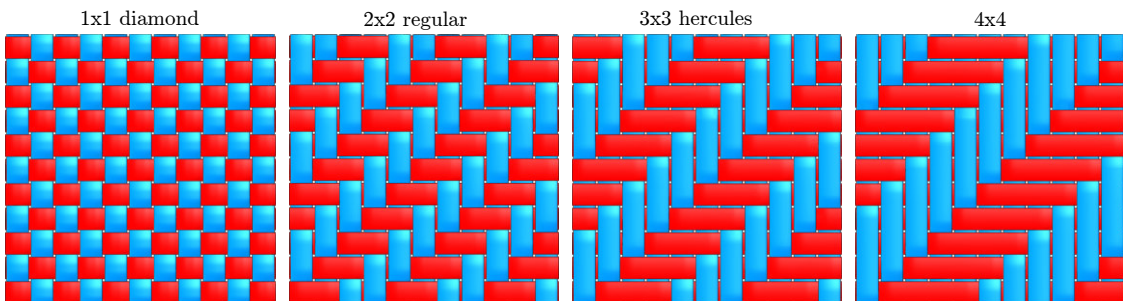 1x1 diamond
2x2 regular
3x3 hercules
4x4